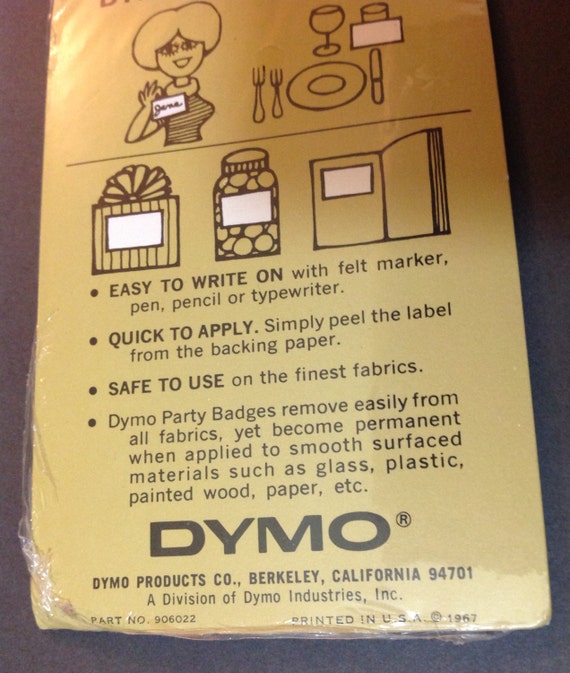 gene
• EASY TO WRITE ON with felt marker,
pen, pencil or typewriter.
• QUICK TO APPLY. Simply peel the label
from the backing paper.
• SAFE TO USE on the finest fabrics.
• Dymo Party Badges remove easily from
all fabrics, yet become permanent
when applied to smooth surfaced
materials such as glass, plastic,
painted wood, paper, etc.
DYMO®
DYMO PRODUCTS CO., BERKELEY, CALIFORNIA 94701
A Division of Dymo Industries, Inc.
PART NO. 906022 PRINTED IN U.S.A. © 1967